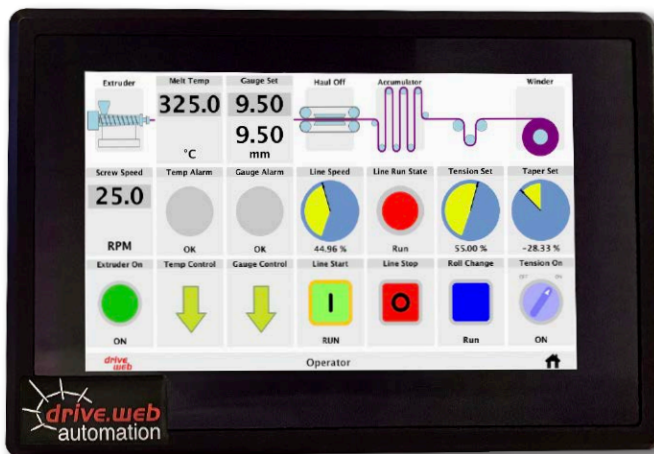 Extruder Melt Temp Gauge Set Haul Off Accumulator Winder
325.0 9.50
9.50
°C mm
Screw Speed Temp Alarm Gauge Alarm Line Speed Line Run State Tension Set Taper Set
25.0
RPM OK OK 44.96 % Run 55.00 % -28.33 %
Extruder On Temp Control Gauge Control Line Start Line Stop Roll Change Tension On
I O
ON RUN Run ON
drive.web Operator
drive.web
automation